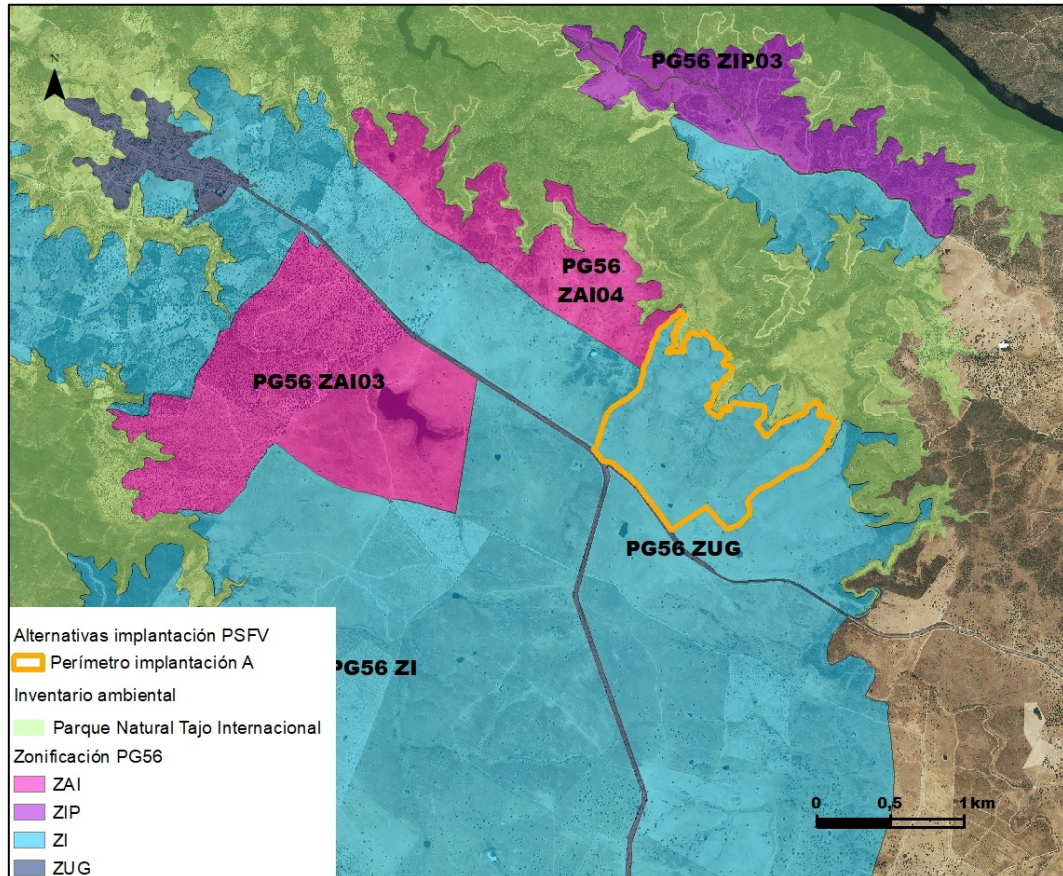 N
PG56 ZIP03
PG56
ZAI04
PG56 ZAI03
PG56 ZUG
PG56 ZI
Alternativas implantación PSFV
Perímetro implantación A
Inventario ambiental
Parque Natural Tajo Internacional
Zonificación PG56
ZAI
ZIP
ZI
ZUG
0 0,5 1 km